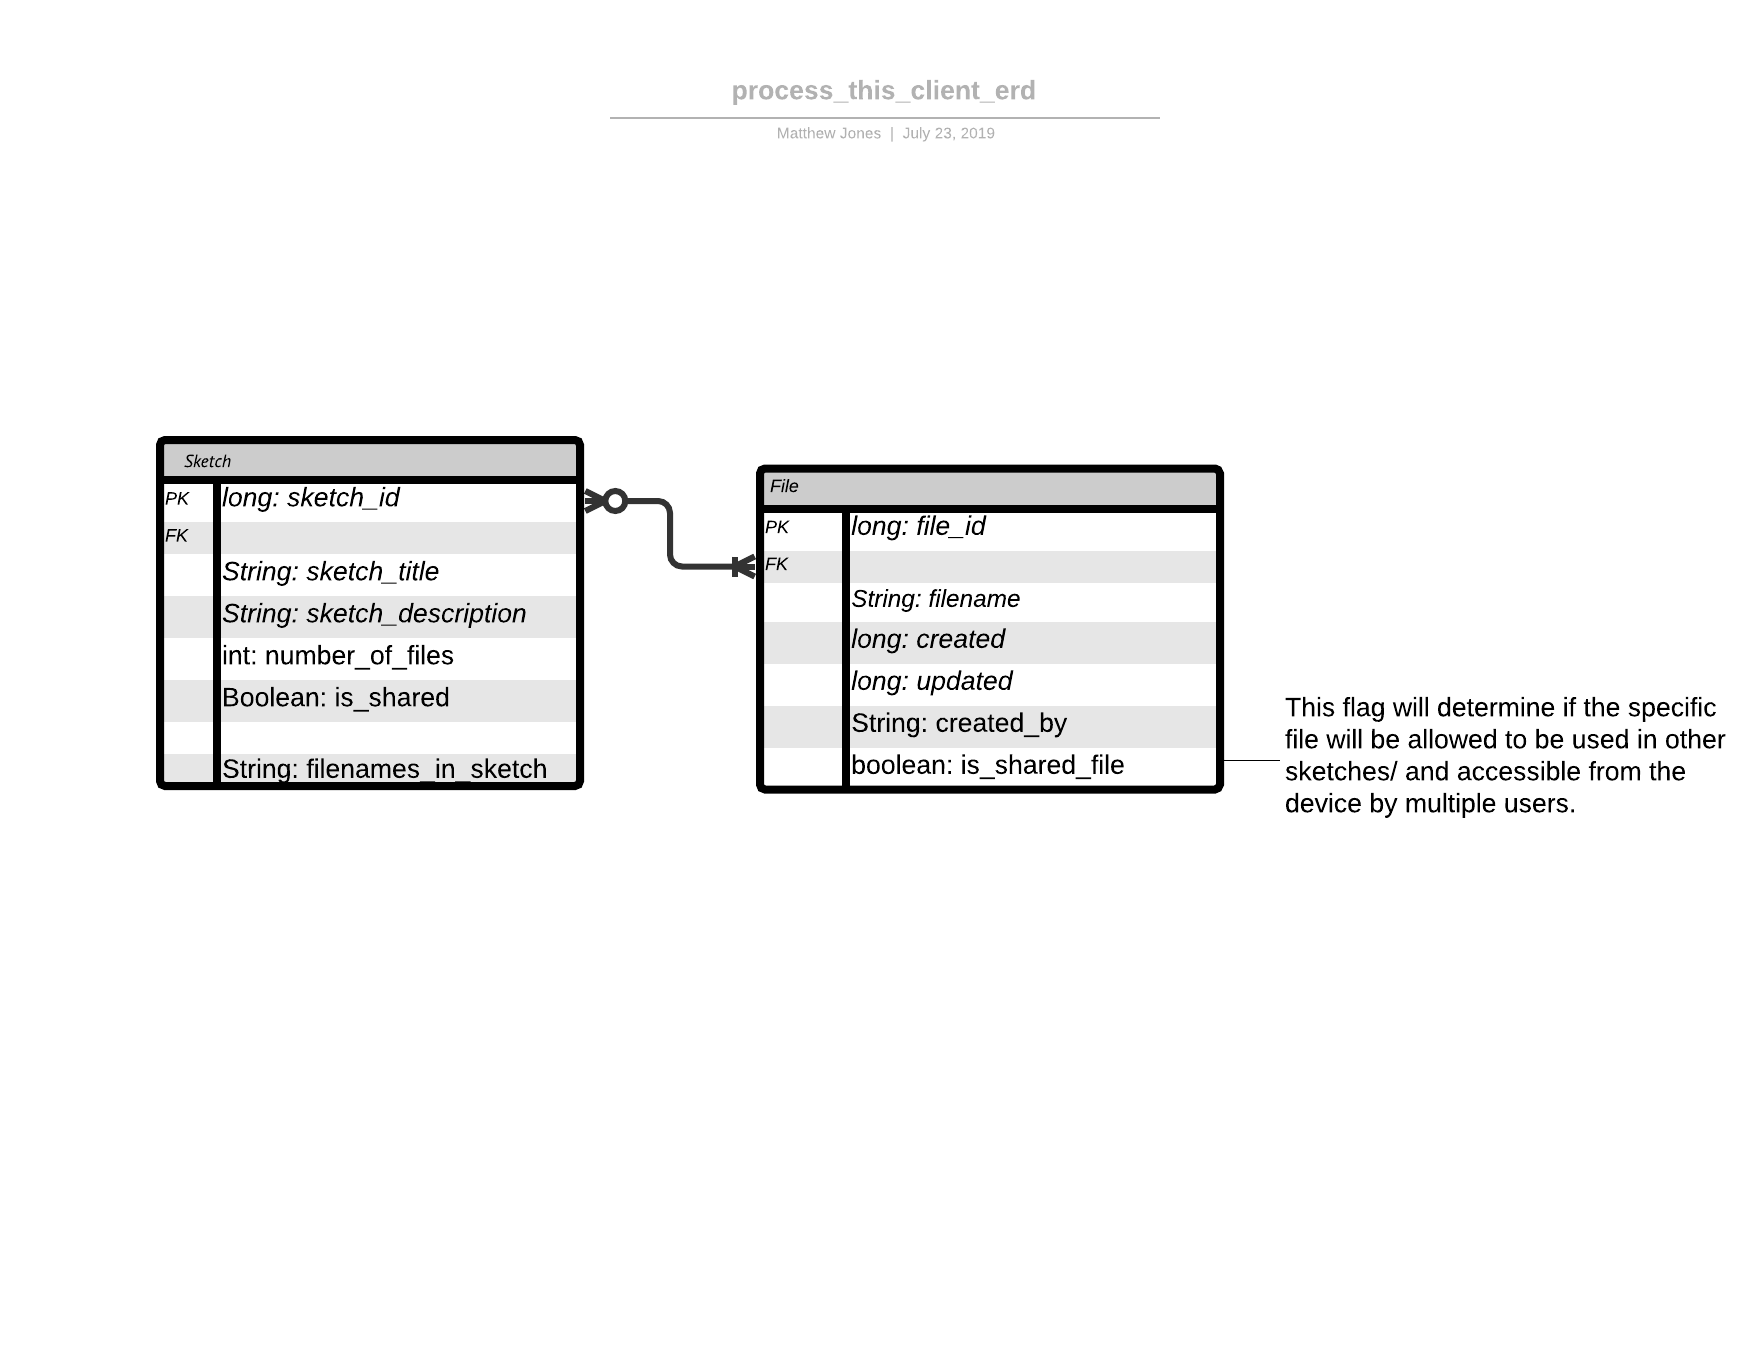 process_this_client_erd
Matthew Jones | July 23, 2019
Sketch
PK long: sketch_id
FK
String: sketch_title
String: sketch_description
int: number_of_files
Boolean: is_shared
String: filenames_in_sketch
File
PK long: file_id
FK
String: filename
long: created
long: updated
String: created_by
boolean: is_shared_file
This flag will determine if the specific
file will be allowed to be used in other
sketches/ and accessible from the
device by multiple users.